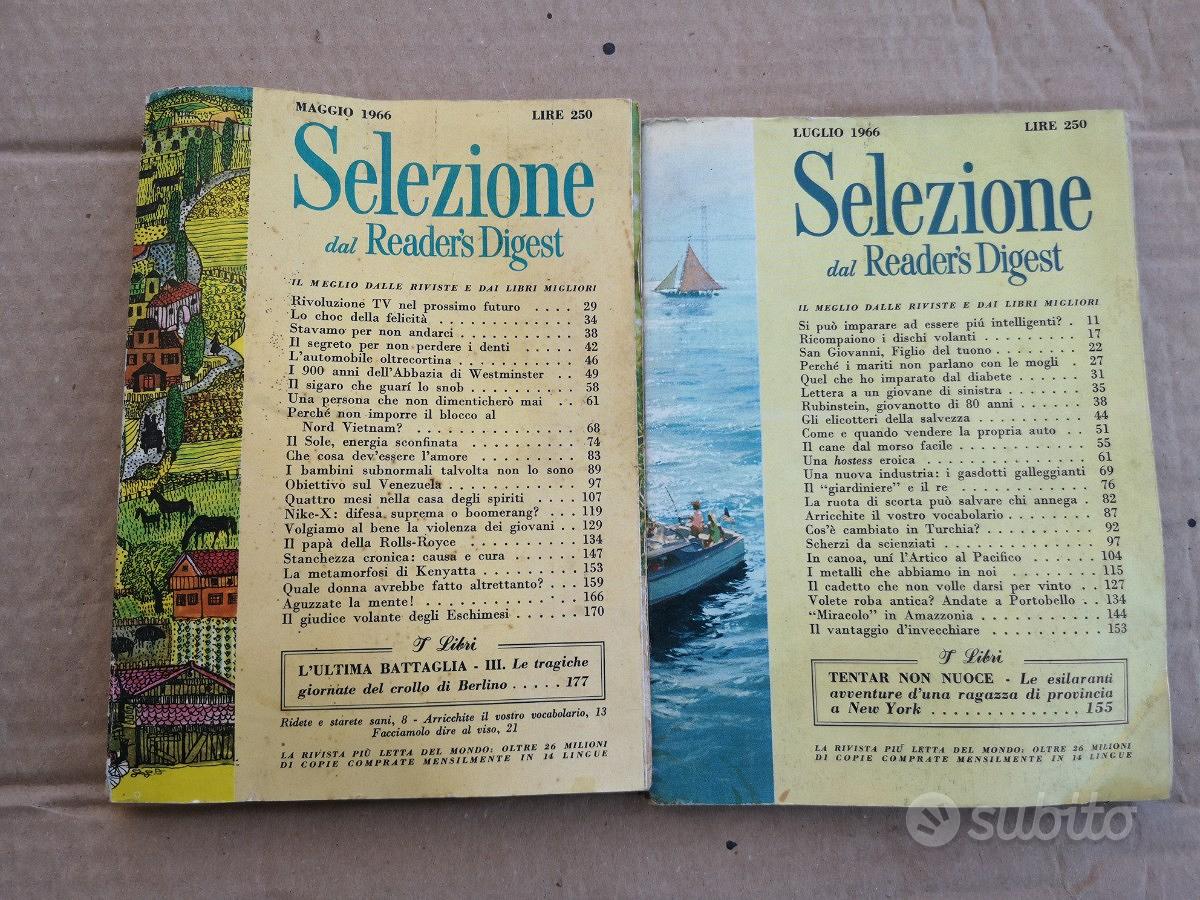 MAGGIO 1966 LIRE 250
Selezione
dal Reader's Digest
IL MEGLIO DALLE RIVISTE E DAI LIBRI MIGLIORI
Rivoluzione TV nel prossimo futuro . . . . 29
Lo choc della felicità . . . . . . . . . . . . . 34
Stavamo per non andarci . . . . . . . . . . 38
Il segreto per non perdere i denti . . . . 42
L'automobile oltrecortina . . . . . . . . . . 46
I 900 anni dell'Abbazia di Westminster . . 49
Il sigaro che guarí lo snob . . . . . . . . . 58
Una persona che non dimenticherò mai . . 61
Perché non imporre il blocco al
Nord Vietnam? . . . . . . . . . . . . . . 68
Il Sole, energia sconfinata . . . . . . . . . 74
Che cosa dev'essere l'amore . . . . . . . . 83
I bambini subnormali talvolta non lo sono 89
Obiettivo sul Venezuela . . . . . . . . . . . 97
Quattro mesi nella casa degli spiriti . . . . 107
Nike-X: difesa suprema o boomerang? . . . 119
Volgiamo al bene la violenza dei giovani . . 129
Il papà della Rolls-Royce . . . . . . . . . . 134
Stanchezza cronica: causa e cura . . . . . 147
La metamorfosi di Kenyatta . . . . . . . . 153
Quale donna avrebbe fatto altrettanto? . . . 159
Aguzzate la mente! . . . . . . . . . . . . . 166
Il giudice volante degli Eschimesi . . . . . 170
I Libri
L'ULTIMA BATTAGLIA - III. Le tragiche
giornate del crollo di Berlino . . . . . 177
Ridete e starete sani, 8 - Arricchite il vostro vocabolario, 13
Facciamolo dire al viso, 21
LA RIVISTA PIÙ LETTA DEL MONDO: OLTRE 26 MILIONI
DI COPIE COMPRATE MENSILMENTE IN 14 LINGUE
LUGLIO 1966 LIRE 250
Selezione
dal Reader's Digest
IL MEGLIO DALLE RIVISTE E DAI LIBRI MIGLIORI
Si può imparare ad essere piú intelligenti? . 11
Ricompaiono i dischi volanti . . . . . . . . 17
San Giovanni, Figlio del tuono . . . . . . . 22
Perché i mariti non parlano con le mogli . 27
Quel che ho imparato dal diabete . . . . . . 31
Lettera a un giovane di sinistra . . . . . . . 35
Rubinstein, giovanotto di 80 anni . . . . . . 38
Gli elicotteri della salvezza . . . . . . . . . 44
Come e quando vendere la propria auto . . . 51
Il cane dal morso facile . . . . . . . . . . . 55
Una hostess eroica . . . . . . . . . . . . . . 61
Una nuova industria: i gasdotti galleggianti 69
Il "giardiniere" e il re . . . . . . . . . . . . 76
La ruota di scorta può salvare chi annega . 82
Arricchite il vostro vocabolario . . . . . . . 87
Cos'è cambiato in Turchia? . . . . . . . . . 92
Scherzi da scienziati . . . . . . . . . . . . . 97
In canoa, uní l'Artico al Pacifico . . . . . 104
I metalli che abbiamo in noi . . . . . . . . 115
Il cadetto che non volle darsi per vinto . . 127
Volete roba antica? Andate a Portobello . . 134
"Miracolo" in Amazzonia . . . . . . . . . . 144
Il vantaggio d'invecchiare . . . . . . . . . . 153
I Libri
TENTAR NON NUOCE - Le esilaranti
avventure d'una ragazza di provincia
a New York . . . . . . . . . . . . . . 155
LA RIVISTA PIÙ LETTA DEL MONDO: OLTRE 26 MILIONI
DI COPIE COMPRATE MENSILMENTE IN 14 LINGUE
subito